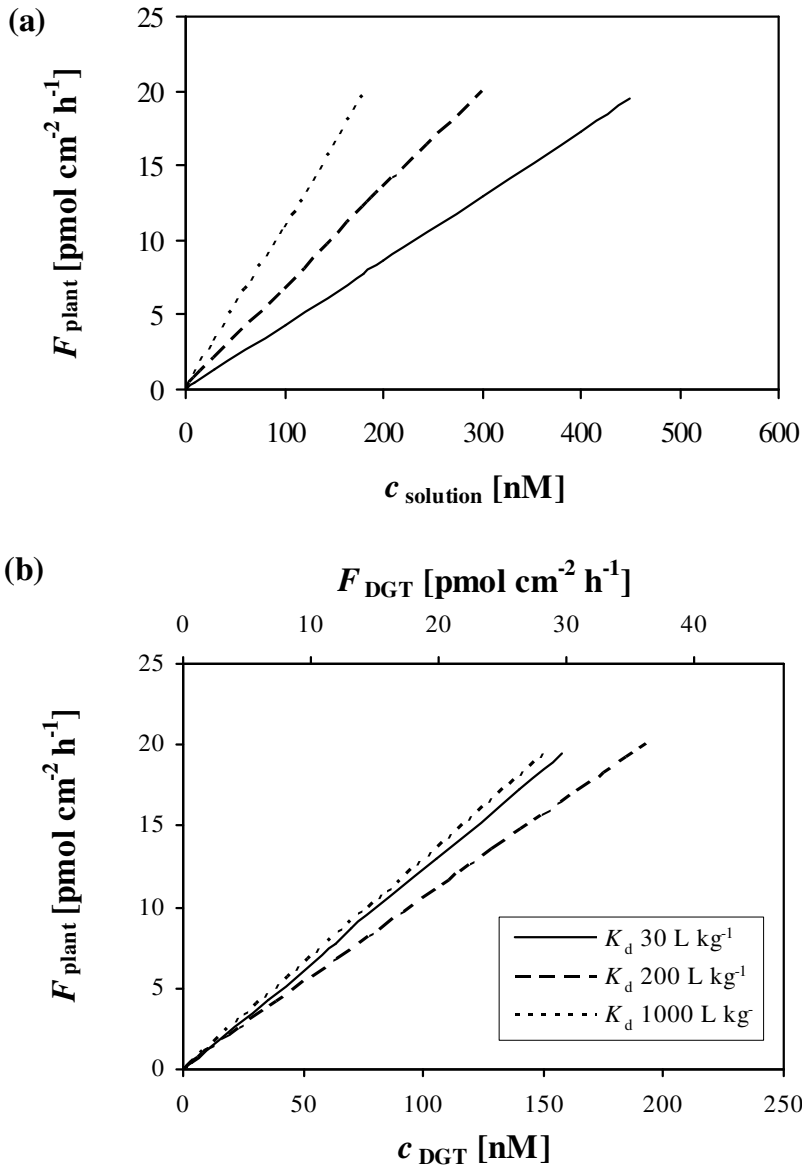 (a)
25
20
15
10
5
0
F plant [pmol cm-2 h-1]
0 100 200 300 400 500 600
c solution [nM]
(b)
F DGT [pmol cm-2 h-1]
0 10 20 30 40
25
20
15
10
5
0
F plant [pmol cm-2 h-1]
Kd 30 L kg-1
Kd 200 L kg-1
Kd 1000 L kg-
0 50 100 150 200 250
c DGT [nM]